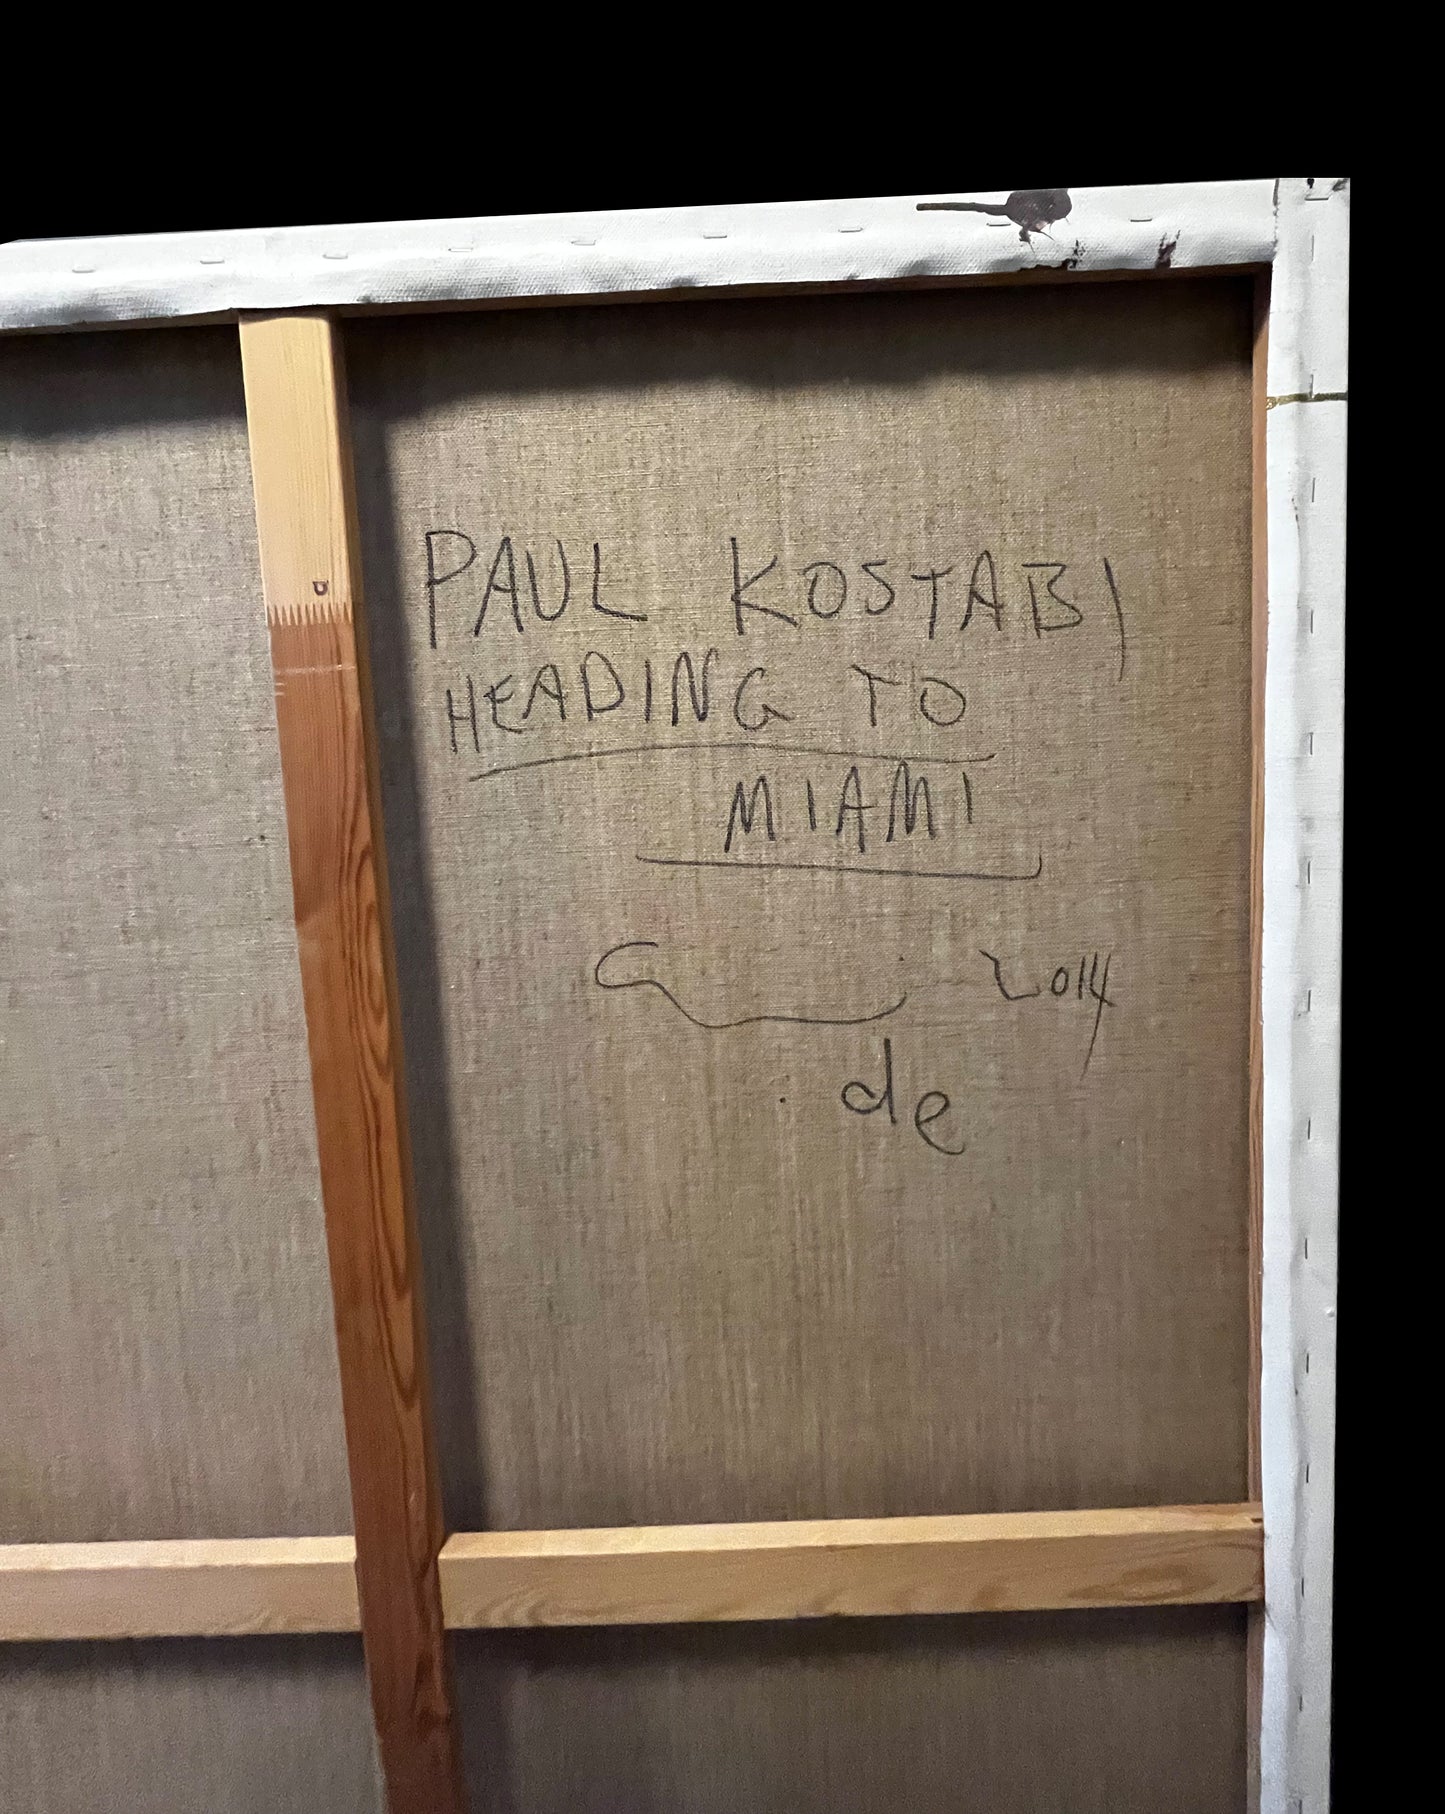 PAUL KOSTABI
HEADING TO
MIAMI
2014
de